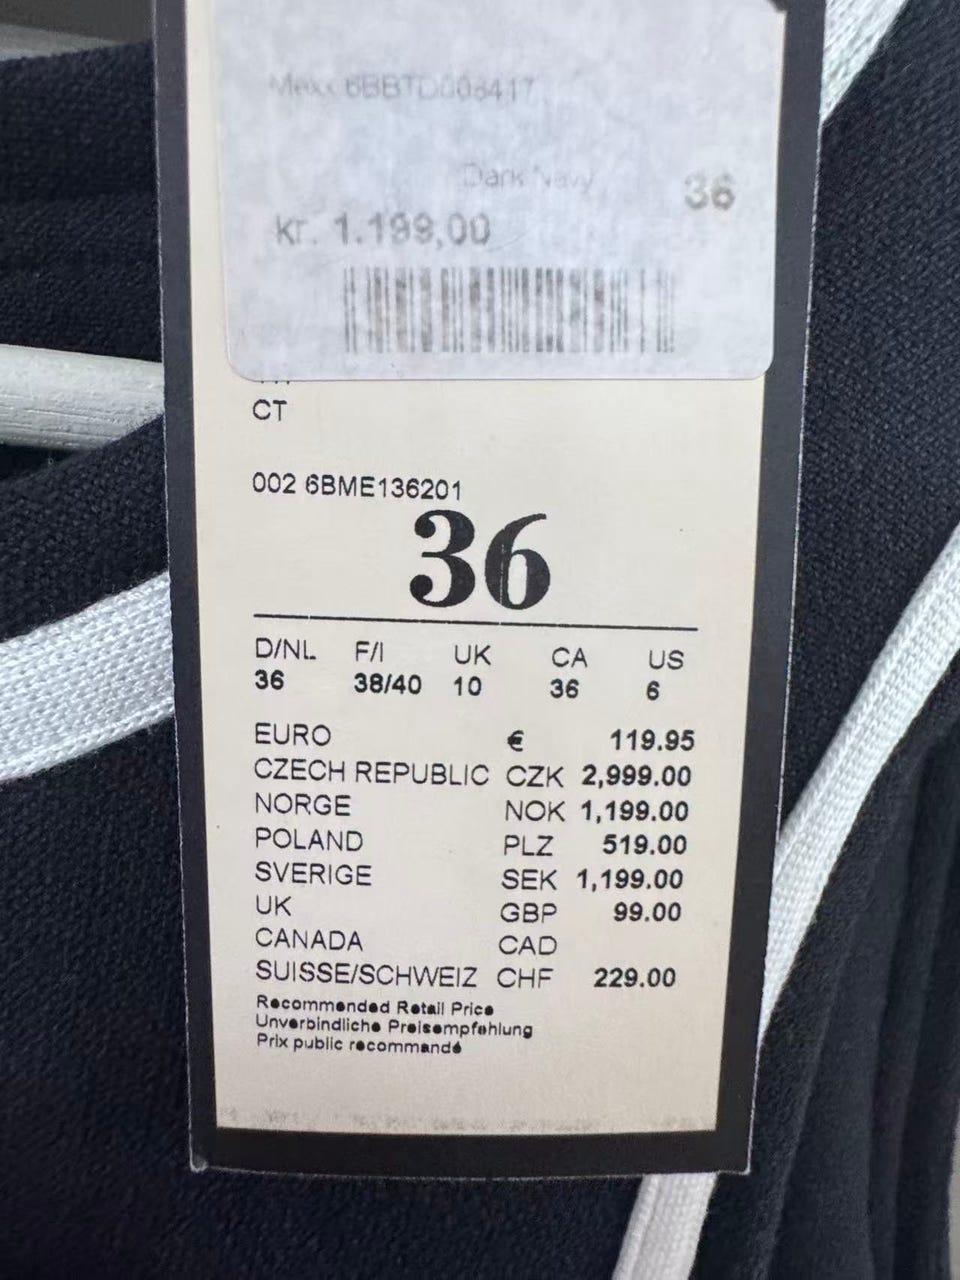 Mexx 6BBTD008417
Dark Navy
36
kr. 1.199,00
CT
002 6BME136201
36
D/NL F/I UK CA US
36 38/40 10 36 6
EURO € 119.95
CZECH REPUBLIC CZK 2,999.00
NORGE NOK 1,199.00
POLAND PLZ 519.00
SVERIGE SEK 1,199.00
UK GBP 99.00
CANADA CAD
SUISSE/SCHWEIZ CHF 229.00
Recommended Retail Price
Unverbindliche Preisempfehlung
Prix public recommandé